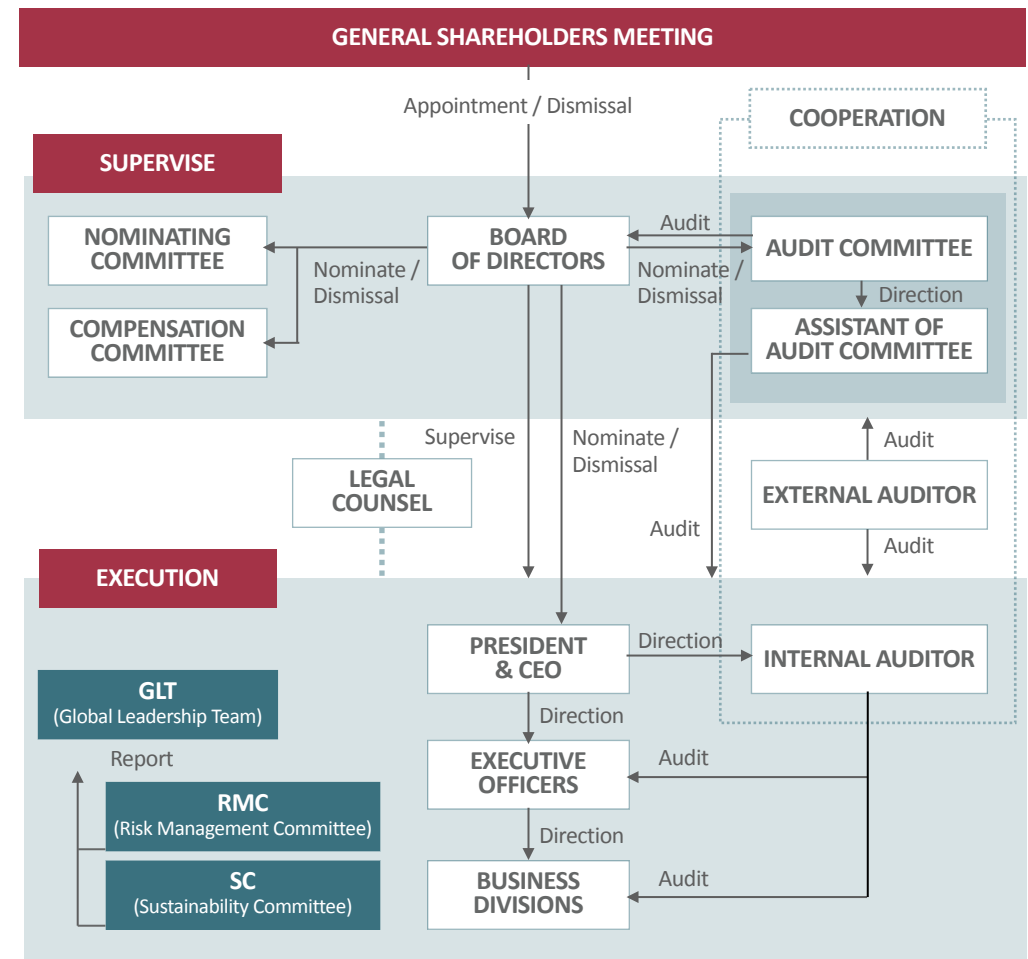 GENERAL SHAREHOLDERS MEETING
Appointment / Dismissal
COOPERATION
SUPERVISE
NOMINATING
COMMITTEE
BOARD
OF DIRECTORS
Audit
AUDIT COMMITTEE
Nominate /
Dismissal
Nominate /
Dismissal
Direction
COMPENSATION
COMMITTEE
ASSISTANT OF
AUDIT COMMITTEE
Supervise
Nominate /
Dismissal
Audit
LEGAL
COUNSEL
EXTERNAL AUDITOR
Audit
Audit
EXECUTION
PRESIDENT
& CEO
Direction
INTERNAL AUDITOR
GLT
(Global Leadership Team)
Direction
Report
EXECUTIVE
OFFICERS
Audit
RMC
(Risk Management Committee)
Direction
SC
(Sustainability Committee)
BUSINESS
DIVISIONS
Audit